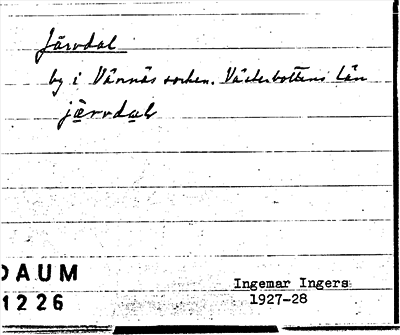 Järvdal
by i Vännäs socken. Västerbottens län
järvdal
DAUM
1226
Ingemar Ingers
1927-28